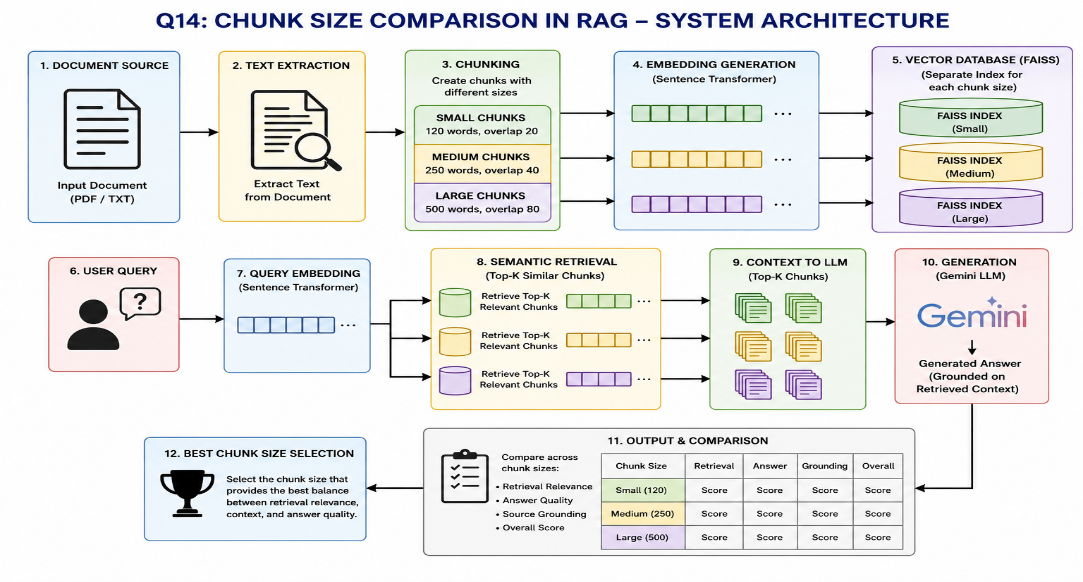 Q14: CHUNK SIZE COMPARISON IN RAG – SYSTEM ARCHITECTURE
1. DOCUMENT SOURCE
Input Document
(PDF / TXT)
2. TEXT EXTRACTION
Extract Text
from Document
3. CHUNKING
Create chunks with
different sizes
SMALL CHUNKS
120 words, overlap 20
MEDIUM CHUNKS
250 words, overlap 40
LARGE CHUNKS
500 words, overlap 80
4. EMBEDDING GENERATION
(Sentence Transformer)
...
...
...
5. VECTOR DATABASE (FAISS)
(Separate Index for
each chunk size)
FAISS INDEX
(Small)
FAISS INDEX
(Medium)
FAISS INDEX
(Large)
6. USER QUERY
?
7. QUERY EMBEDDING
(Sentence Transformer)
...
8. SEMANTIC RETRIEVAL
(Top-K Similar Chunks)
Retrieve Top-K
Relevant Chunks
...
Retrieve Top-K
Relevant Chunks
...
Retrieve Top-K
Relevant Chunks
...
9. CONTEXT TO LLM
(Top-K Chunks)
10. GENERATION
(Gemini LLM)
Gemini
Generated Answer
(Grounded on
Retrieved Context)
11. OUTPUT & COMPARISON
Compare across
chunk sizes:
• Retrieval Relevance
• Answer Quality
• Source Grounding
• Overall Score
Chunk Size Retrieval Answer Grounding Overall
Small (120) Score Score Score Score
Medium (250) Score Score Score Score
Large (500) Score Score Score Score
12. BEST CHUNK SIZE SELECTION
Select the chunk size that
provides the best balance
between retrieval relevance,
context, and answer quality.